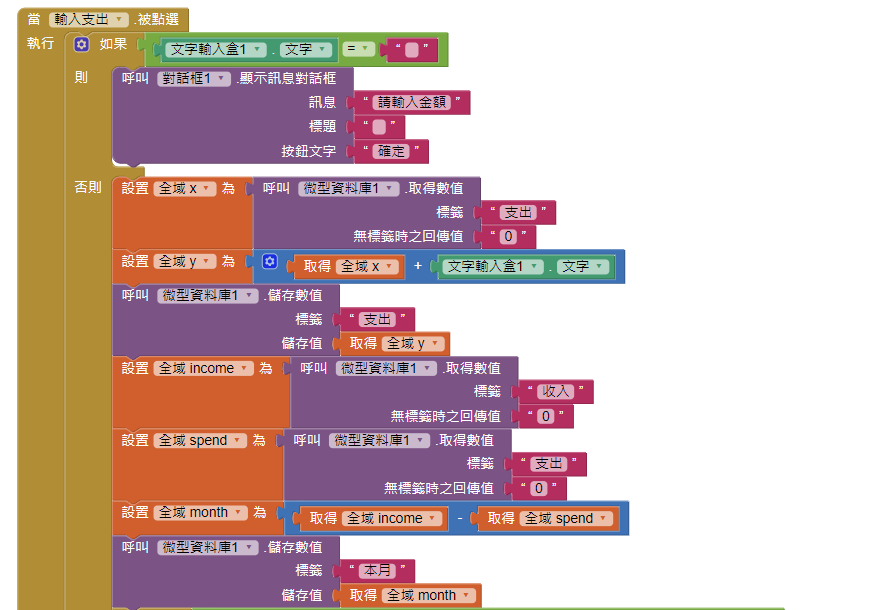 當 輸入支出 .被點選
執行 如果 文字輸入盒1 . 文字 = “ ”
則 呼叫 對話框1 .顯示訊息對話框
訊息 “ 請輸入金額 ”
標題 “ ”
按鈕文字 “ 確定 ”
否則 設置 全域 x 為 呼叫 微型資料庫1 .取得數值
標籤 “ 支出 ”
無標籤時之回傳值 “ 0 ”
設置 全域 y 為 取得 全域 x + 文字輸入盒1 . 文字
呼叫 微型資料庫1 .儲存數值
標籤 “ 支出 ”
儲存值 取得 全域 y
設置 全域 income 為 呼叫 微型資料庫1 .取得數值
標籤 “ 收入 ”
無標籤時之回傳值 “ 0 ”
設置 全域 spend 為 呼叫 微型資料庫1 .取得數值
標籤 “ 支出 ”
無標籤時之回傳值 “ 0 ”
設置 全域 month 為 取得 全域 income - 取得 全域 spend
呼叫 微型資料庫1 .儲存數值
標籤 “ 本月 ”
儲存值 取得 全域 month